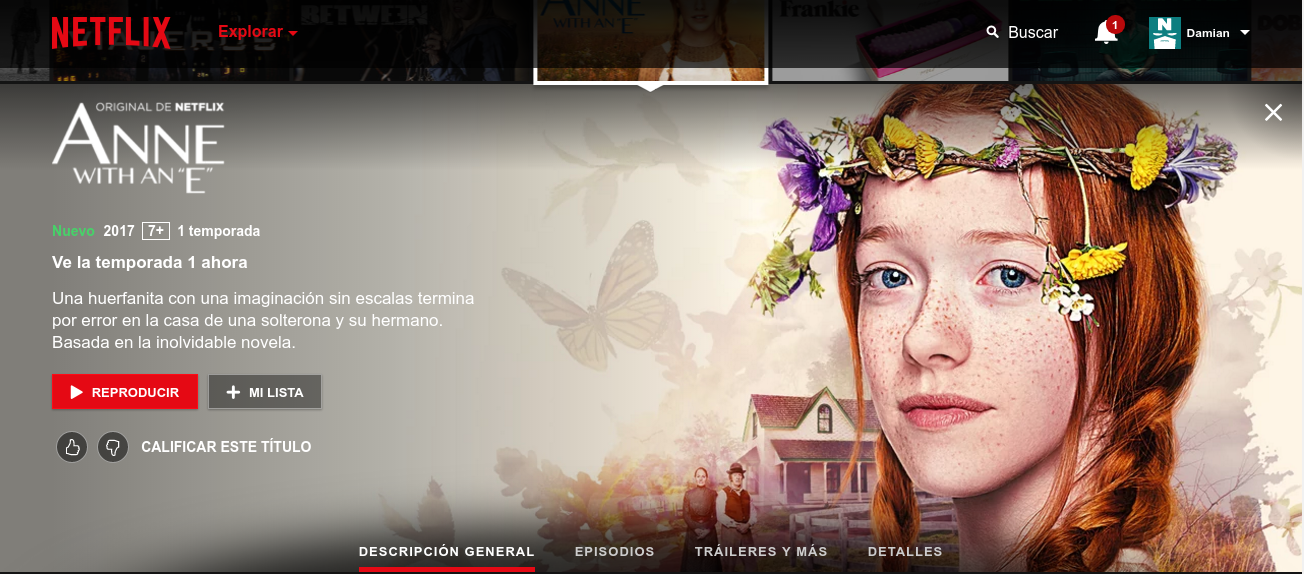 NETFLIX
Explorar
BETWEEN
ANNE
WITH AN "E"
Frankie
Buscar
1
Damian
ORIGINAL DE NETFLIX
ANNE
WITH AN "E"
Nuevo 2017 7+ 1 temporada
Ve la temporada 1 ahora
Una huerfanita con una imaginación sin escalas termina
por error en la casa de una solterona y su hermano.
Basada en la inolvidable novela.
REPRODUCIR
MI LISTA
CALIFICAR ESTE TÍTULO
DESCRIPCIÓN GENERAL
EPISODIOS
TRÁILERES Y MÁS
DETALLES